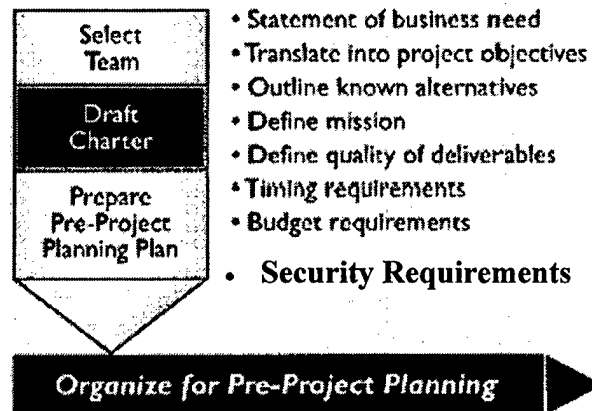 Select
Team
Draft
Charter
Prepare
Pre-Project
Planning Plan
• Statement of business need
• Translate into project objectives
• Outline known alternatives
• Define mission
• Define quality of deliverables
• Timing requirements
• Budget requirements
• Security Requirements
Organize for Pre-Project Planning